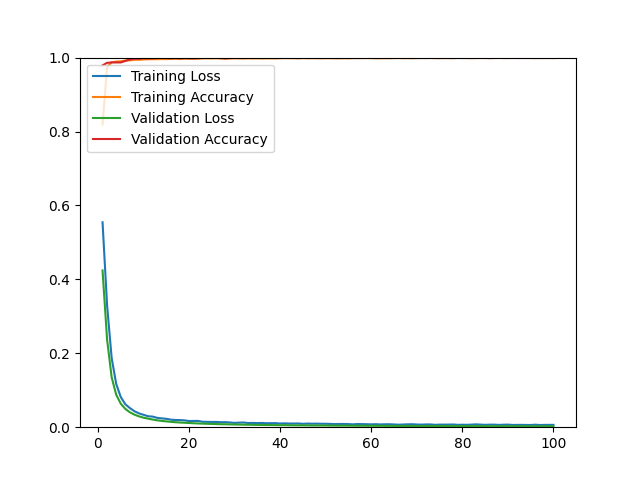 1.0
Training Loss
Training Accuracy
Validation Loss
Validation Accuracy
0.8
0.6
0.4
0.2
0.0
0 20 40 60 80 100